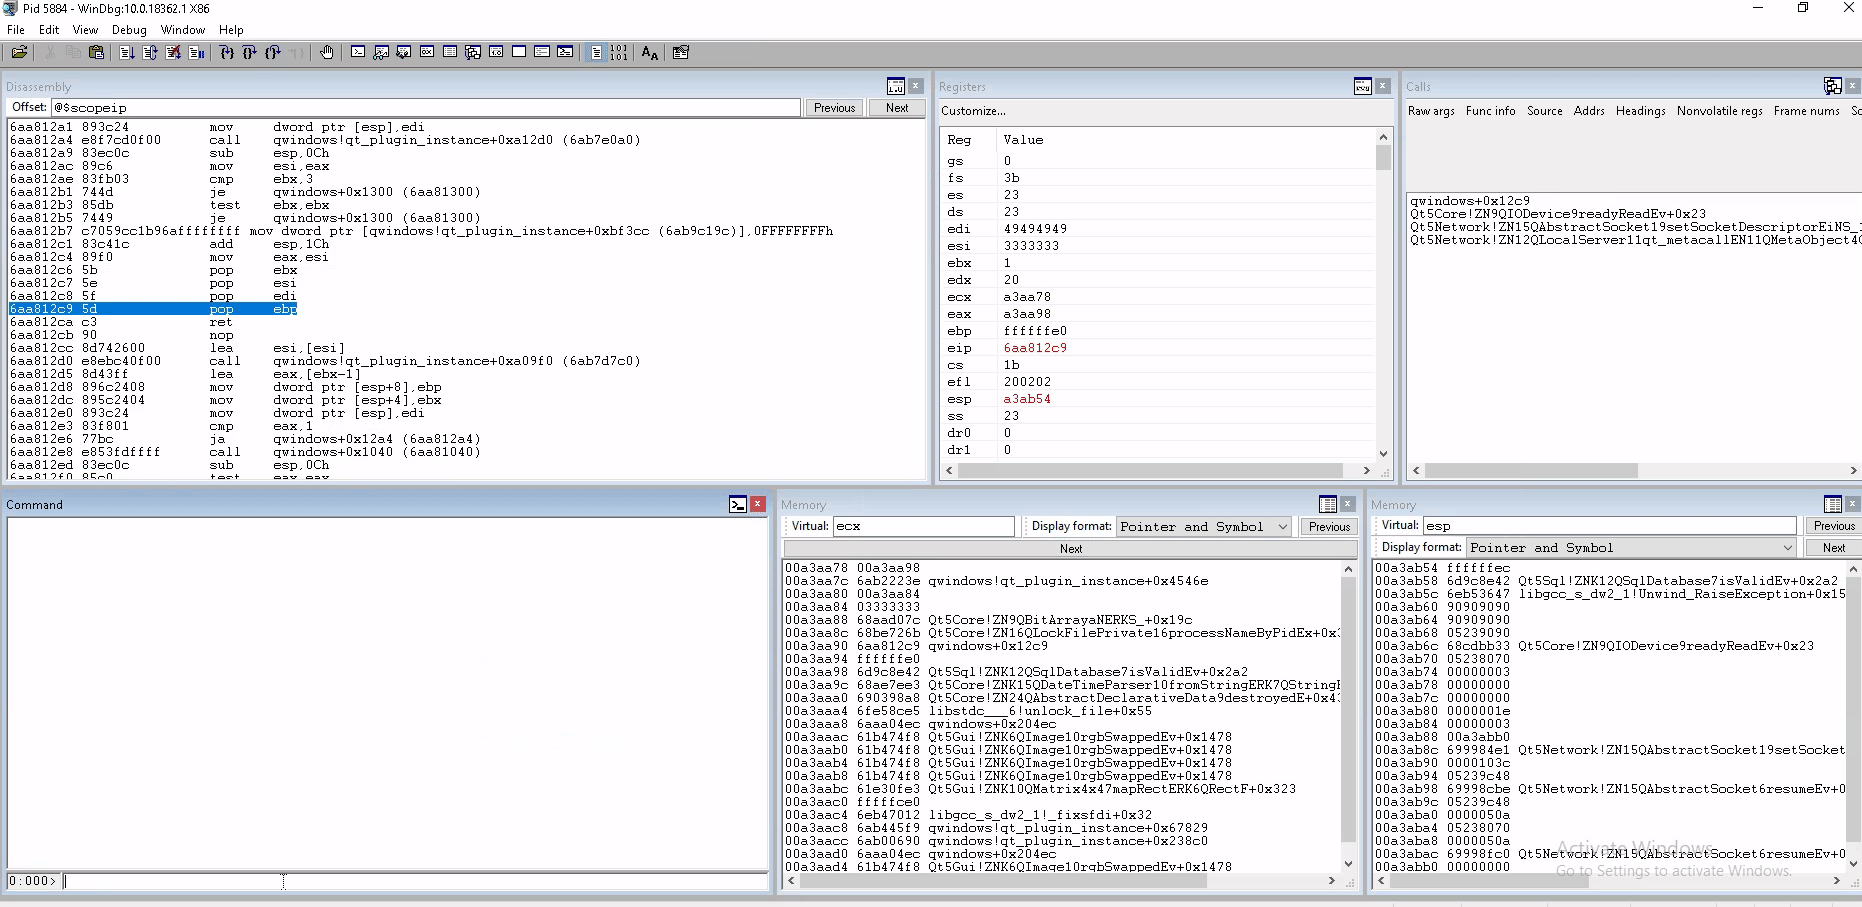 Pid 5884 - WinDbg:10.0.18362.1 X86
File Edit View Debug Window Help
Disassembly
Offset: @$scopeip Previous Next
6aa812a1 893c24 mov dword ptr [esp],edi
6aa812a4 e8f7cd0f00 call qwindows!qt_plugin_instance+0xa12d0 (6ab7e0a0)
6aa812a9 83ec0c sub esp,0Ch
6aa812ac 89c6 mov esi,eax
6aa812ae 83fb03 cmp ebx,3
6aa812b1 744d je qwindows+0x1300 (6aa81300)
6aa812b3 85db test ebx,ebx
6aa812b5 7449 je qwindows+0x1300 (6aa81300)
6aa812b7 c7059cc1b96affffffff mov dword ptr [qwindows!qt_plugin_instance+0xbf3cc (6ab9c19c)],0FFFFFFFFh
6aa812c1 83c41c add esp,1Ch
6aa812c4 89f0 mov eax,esi
6aa812c6 5b pop ebx
6aa812c7 5e pop esi
6aa812c8 5f pop edi
6aa812c9 5d pop ebp
6aa812ca c3 ret
6aa812cb 90 nop
6aa812cc 8d742600 lea esi,[esi]
6aa812d0 e8ebc40f00 call qwindows!qt_plugin_instance+0xa09f0 (6ab7d7c0)
6aa812d5 8d43ff lea eax,[ebx-1]
6aa812d8 896c2408 mov dword ptr [esp+8],ebp
6aa812dc 895c2404 mov dword ptr [esp+4],ebx
6aa812e0 893c24 mov dword ptr [esp],edi
6aa812e3 83f801 cmp eax,1
6aa812e6 77bc ja qwindows+0x12a4 (6aa812a4)
6aa812e8 e853fdffff call qwindows+0x1040 (6aa81040)
6aa812ed 83ec0c sub esp,0Ch
6aa812f0 85c0 test eax,eax
Registers
Customize...
Reg Value
gs 0
fs 3b
es 23
ds 23
edi 49494949
esi 3333333
ebx 1
edx 20
ecx a3aa78
eax a3aa98
ebp ffffffe0
eip 6aa812c9
cs 1b
efl 200202
esp a3ab54
ss 23
dr0 0
dr1 0
Calls
Raw args Func info Source Addrs Headings Nonvolatile regs Frame nums Sc
qwindows+0x12c9
Qt5Core!ZN9QIODevice9readyReadEv+0x23
Qt5Network!ZN15QAbstractSocket19setSocketDescriptorEiNS_
Qt5Network!ZN12QLocalServer11qt_metacallEN11QMetaObject4C
Command
0:000>
Memory
Virtual: ecx Display format: Pointer and Symbol Previous
Next
00a3aa78 00a3aa98
00a3aa7c 6ab2223e qwindows!qt_plugin_instance+0x4546e
00a3aa80 00a3aa84
00a3aa84 03333333
00a3aa88 68aad07c Qt5Core!ZN9QBitArrayaNERKS_+0x19c
00a3aa8c 68be726b Qt5Core!ZN16QLockFilePrivate16processNameByPidEx+0x
00a3aa90 6aa812c9 qwindows+0x12c9
00a3aa94 ffffffe0
00a3aa98 6d9c8e42 Qt5Sql!ZNK12QSqlDatabase7isValidEv+0x2a2
00a3aa9c 68ae7ee3 Qt5Core!ZNK15QDateTimeParser10fromStringERK7QString
00a3aaa0 690398a8 Qt5Core!ZN24QAbstractDeclarativeData9destroyedE+0x4
00a3aaa4 6fe58ce5 libstdc___6!unlock_file+0x55
00a3aaa8 6aaa04ec qwindows+0x204ec
00a3aaac 61b474f8 Qt5Gui!ZNK6QImage10rgbSwappedEv+0x1478
00a3aab0 61b474f8 Qt5Gui!ZNK6QImage10rgbSwappedEv+0x1478
00a3aab4 61b474f8 Qt5Gui!ZNK6QImage10rgbSwappedEv+0x1478
00a3aab8 61b474f8 Qt5Gui!ZNK6QImage10rgbSwappedEv+0x1478
00a3aabc 61e30fe3 Qt5Gui!ZNK10QMatrix4x47mapRectERK6QRectF+0x323
00a3aac0 fffffce0
00a3aac4 6eb47012 libgcc_s_dw2_1!_fixsfdi+0x32
00a3aac8 6ab445f9 qwindows!qt_plugin_instance+0x67829
00a3aacc 6ab00690 qwindows!qt_plugin_instance+0x238c0
00a3aad0 6aaa04ec qwindows+0x204ec
00a3aad4 61b474f8 Qt5Gui!ZNK6QImage10rgbSwappedEv+0x1478
Memory
Virtual: esp Previous
Display format: Pointer and Symbol Next
00a3ab54 ffffffec
00a3ab58 6d9c8e42 Qt5Sql!ZNK12QSqlDatabase7isValidEv+0x2a2
00a3ab5c 6eb53647 libgcc_s_dw2_1!Unwind_RaiseException+0x15
00a3ab60 90909090
00a3ab64 90909090
00a3ab68 05239090
00a3ab6c 68cdbb33 Qt5Core!ZN9QIODevice9readyReadEv+0x23
00a3ab70 05238070
00a3ab74 00000003
00a3ab78 00000000
00a3ab7c 00000000
00a3ab80 0000001e
00a3ab84 00000003
00a3ab88 00a3abb0
00a3ab8c 699984e1 Qt5Network!ZN15QAbstractSocket19setSocket
00a3ab90 0000103c
00a3ab94 05239c48
00a3ab98 69998cbe Qt5Network!ZN15QAbstractSocket6resumeEv+0
00a3ab9c 05239c48
00a3aba0 0000050a
00a3aba4 05238070
00a3aba8 0000050a
00a3abac 69998fc0 Qt5Network!ZN15QAbstractSocket6resumeEv+0
00a3abb0 00000000
Activate Windows
Go to Settings to activate Windows.